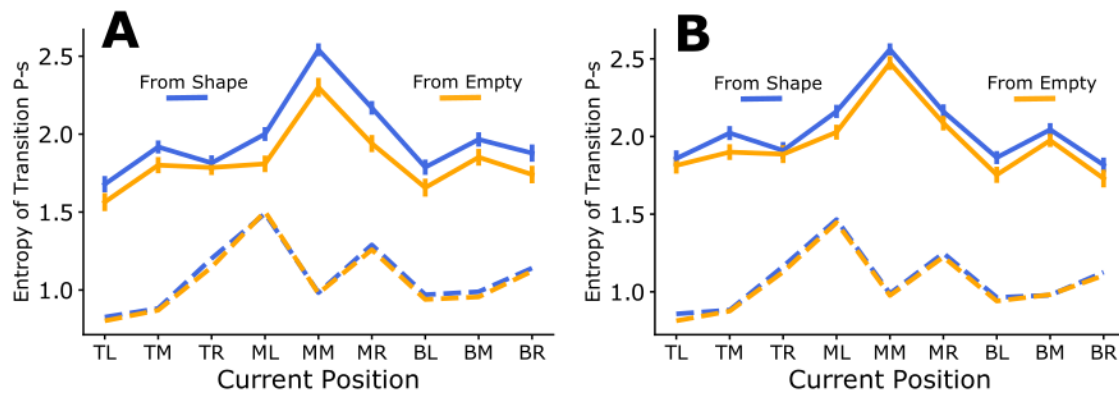 A
Entropy of Transition P-s
2.5
2.0
1.5
1.0
From Shape
From Empty
TL TM TR ML MM MR BL BM BR
Current Position
B
Entropy of Transition P-s
2.5
2.0
1.5
1.0
From Shape
From Empty
TL TM TR ML MM MR BL BM BR
Current Position